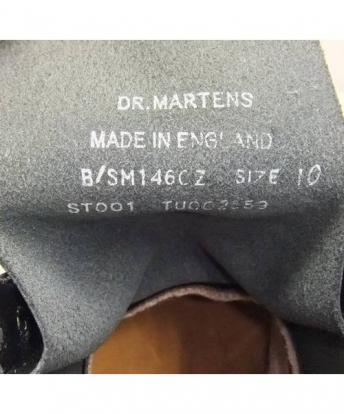 DR.MARTENS
MADE IN ENGLAND
B/SM146CZ SIZE 10
ST001